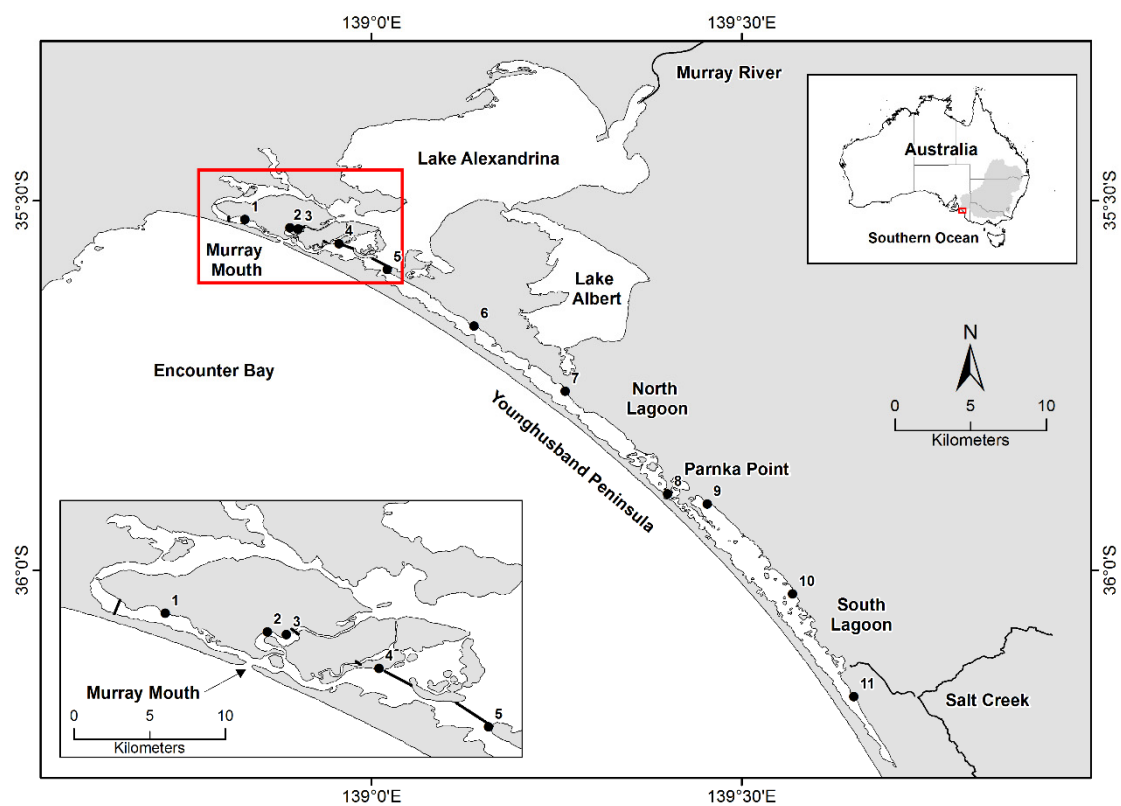 139°0'E
139°30'E
Murray River
Lake Alexandrina
Australia
Southern Ocean
35°30'S
35°30'S
1
2
3
4
5
Murray
Mouth
Lake
Albert
6
Encounter Bay
7
North
Lagoon
N
0
5
10
Kilometers
Younghusband Peninsula
Parnka Point
8
9
36°0'S
36°0'S
10
South
Lagoon
11
Salt Creek
1
2
3
4
5
Murray Mouth
0
5
10
Kilometers
139°0'E
139°30'E